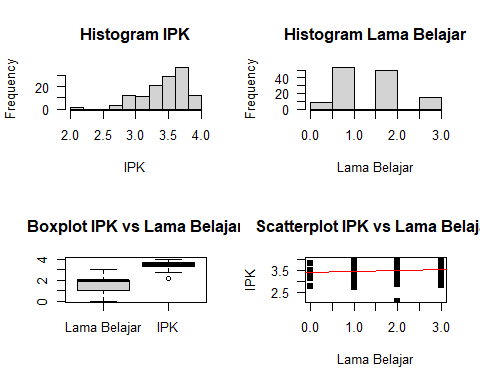 Histogram IPK
Frequency
0 20
2.0 2.5 3.0 3.5 4.0
IPK
Histogram Lama Belajar
Frequency
0 20 40
0.0 1.0 2.0 3.0
Lama Belajar
Boxplot IPK vs Lama Belajar
0 2 4
Lama Belajar IPK
Scatterplot IPK vs Lama Belaja
IPK
2.5 3.5
0.0 1.0 2.0 3.0
Lama Belajar